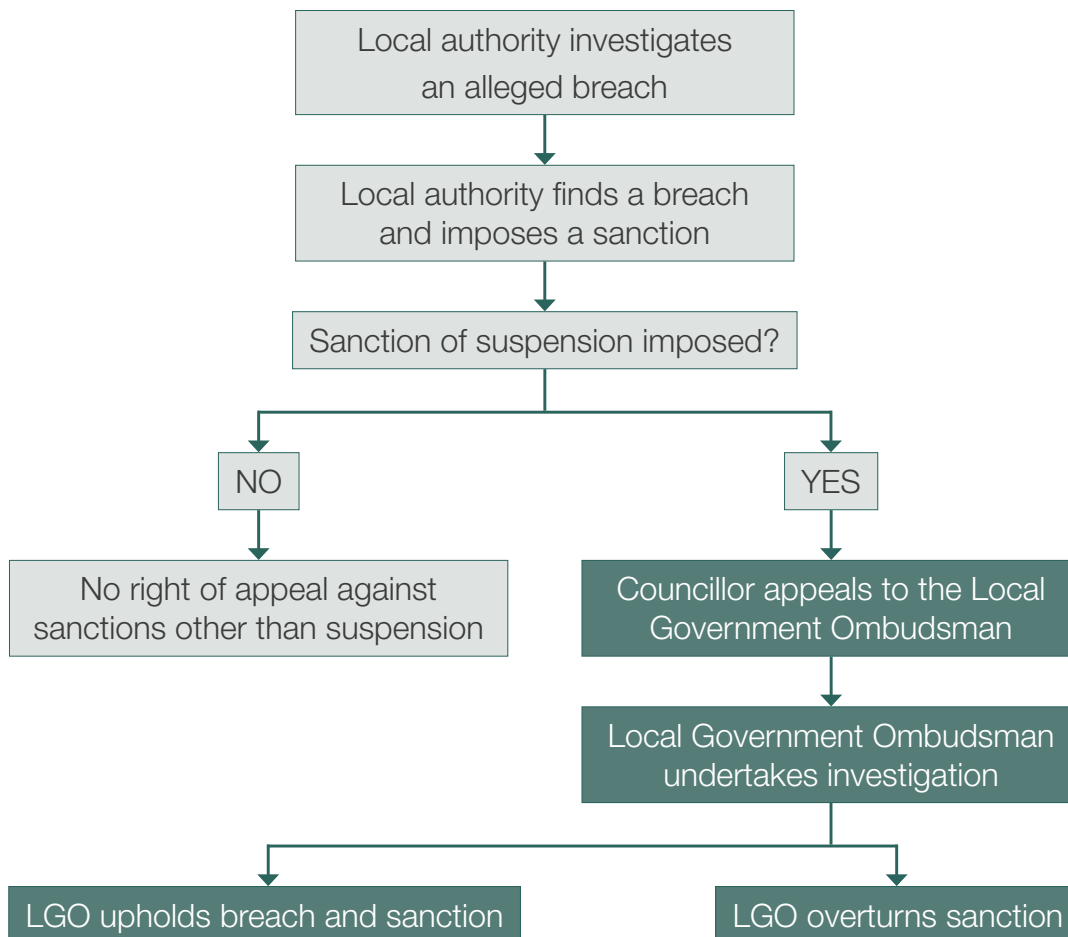 Local authority investigates
an alleged breach
Local authority finds a breach
and imposes a sanction
Sanction of suspension imposed?
NO
YES
No right of appeal against
sanctions other than suspension
Councillor appeals to the Local
Government Ombudsman
Local Government Ombudsman
undertakes investigation
LGO upholds breach and sanction
LGO overturns sanction